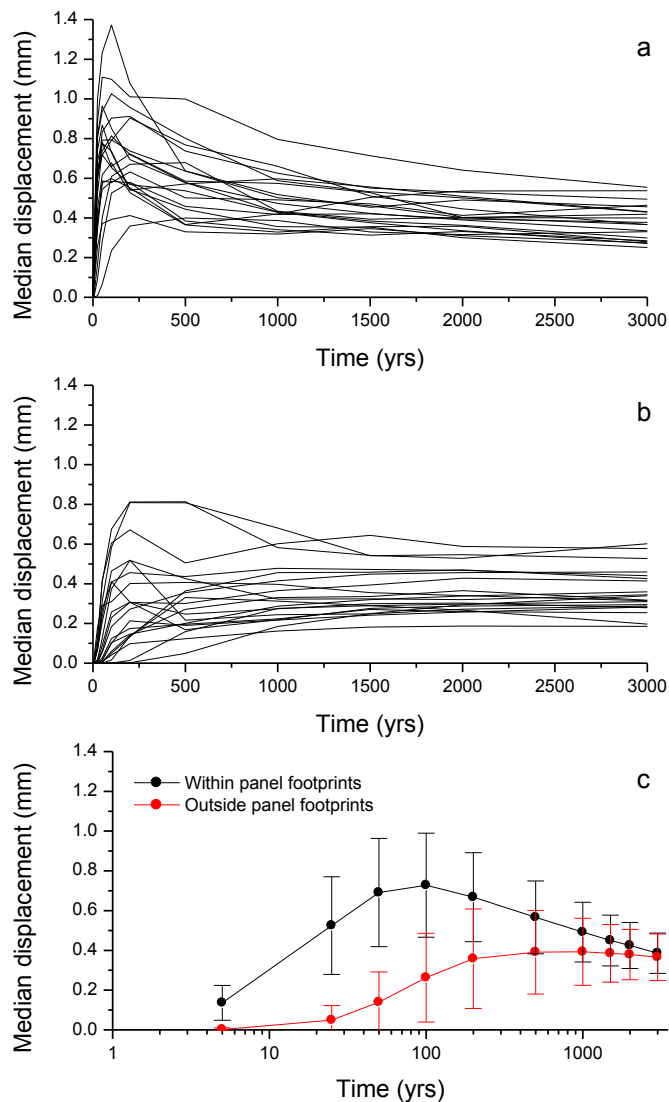 a
Median displacement (mm)
1.4
1.2
1.0
0.8
0.6
0.4
0.2
0.0
0 500 1000 1500 2000 2500 3000
Time (yrs)
b
Median displacement (mm)
1.4
1.2
1.0
0.8
0.6
0.4
0.2
0.0
0 500 1000 1500 2000 2500 3000
Time (yrs)
c
Median displacement (mm)
1.4
1.2
1.0
0.8
0.6
0.4
0.2
0.0
Within panel footprints
Outside panel footprints
1 10 100 1000
Time (yrs)